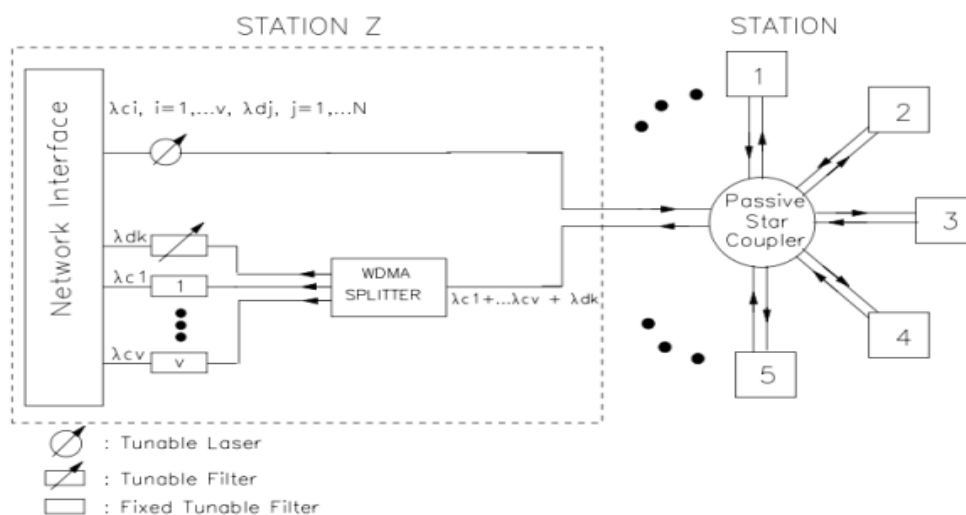 STATION Z
STATION
Network Interface
λci, i=1,...v, λdj, j=1,...N
λdk
λc1
1
λcv
v
WDMA
SPLITTER
λc1+...λcv + λdk
Passive
Star
Coupler
1
2
3
4
5
: Tunable Laser
: Tunable Filter
: Fixed Tunable Filter